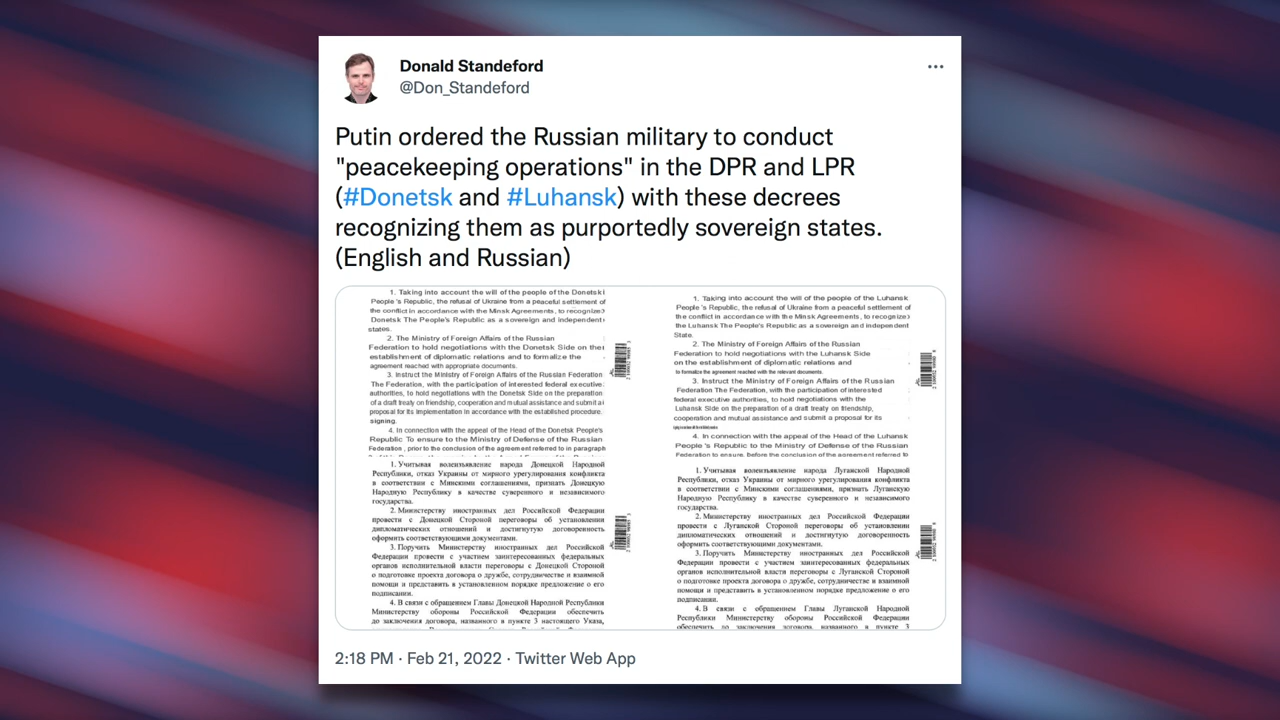 Donald Standeford
@Don_Standeford
Putin ordered the Russian military to conduct
"peacekeeping operations" in the DPR and LPR
(#Donetsk and #Luhansk) with these decrees
recognizing them as purportedly sovereign states.
(English and Russian)
1. Taking into account the will of the people of the Donetsk
People 's Republic, the refusal of Ukraine from a peaceful settlement of
the conflict in accordance with the Minsk Agreements, to recognize
Donetsk The People's Republic as a sovereign and independent
states.
2. The Ministry of Foreign Affairs of the Russian
Federation to hold negotiations with the Donetsk Side on the
establishment of diplomatic relations and to formalize the
agreement reached with appropriate documents.
3. Instruct the Ministry of Foreign Affairs of the Russian Federation
The Federation, with the participation of interested federal executive
authorities, to hold negotiations with the Donetsk Side on the preparation
of a draft treaty on friendship, cooperation and mutual assistance and submit a
proposal for its implementation in accordance with the established procedure.
signing.
4. In connection with the appeal of the Head of the Donetsk People's
Republic To ensure to the Ministry of Defense of the Russian
Federation , prior to the conclusion of the agreement referred to in paragraph
1. Учитывая волеизъявление народа Донецкой Народной
Республики, отказ Украины от мирного урегулирования конфликта
в соответствии с Минскими соглашениями, признать Донецкую
Народную Республику в качестве суверенного и независимого
государства.
2. Министерству иностранных дел Российской Федерации
провести с Донецкой Стороной переговоры об установлении
дипломатических отношений и достигнутую договоренность
оформить соответствующими документами.
3. Поручить Министерству иностранных дел Российской
Федерации провести с участием заинтересованных федеральных
органов исполнительной власти переговоры с Донецкой Стороной
о подготовке проекта договора о дружбе, сотрудничестве и взаимной
помощи и представить в установленном порядке предложение о его
подписании.
4. В связи с обращением Главы Донецкой Народной Республики
Министерству обороны Российской Федерации обеспечить
до заключения договора, названного в пункте 3 настоящего Указа,
1. Taking into account the will of the people of the Luhansk
People 's Republic, the refusal of Ukraine from a peaceful settlement of
the conflict in accordance with the Minsk Agreements, to recognize
the Luhansk The People's Republic as a sovereign and independent
State.
2. The Ministry of Foreign Affairs of the Russian
Federation to hold negotiations with the Luhansk Side
on the establishment of diplomatic relations and
to formalize the agreement reached with the relevant documents.
3. Instruct the Ministry of Foreign Affairs of the Russian
Federation The Federation, with the participation of interested
federal executive authorities, to hold negotiations with the
Luhansk Side on the preparation of a draft treaty on friendship,
cooperation and mutual assistance and submit a proposal for its
4. In connection with the appeal of the Head of the Luhansk
People 's Republic to the Ministry of Defense of the Russian
Federation to ensure, before the conclusion of the agreement referred to
1. Учитывая волеизъявление народа Луганской Народной
Республики, отказ Украины от мирного урегулирования конфликта
в соответствии с Минскими соглашениями, признать Луганскую
Народную Республику в качестве суверенного и независимого
государства.
2. Министерству иностранных дел Российской Федерации
провести с Луганской Стороной переговоры об установлении
дипломатических отношений и достигнутую договоренность
оформить соответствующими документами.
3. Поручить Министерству иностранных дел Российской
Федерации провести с участием заинтересованных федеральных
органов исполнительной власти переговоры с Луганской Стороной
о подготовке проекта договора о дружбе, сотрудничестве и взаимной
помощи и представить в установленном порядке предложение о его
подписании.
4. В связи с обращением Главы Луганской Народной
Республики Министерству обороны Российской Федерации
обеспечить до заключения договора, названного в пункте 3
2:18 PM · Feb 21, 2022 · Twitter Web App